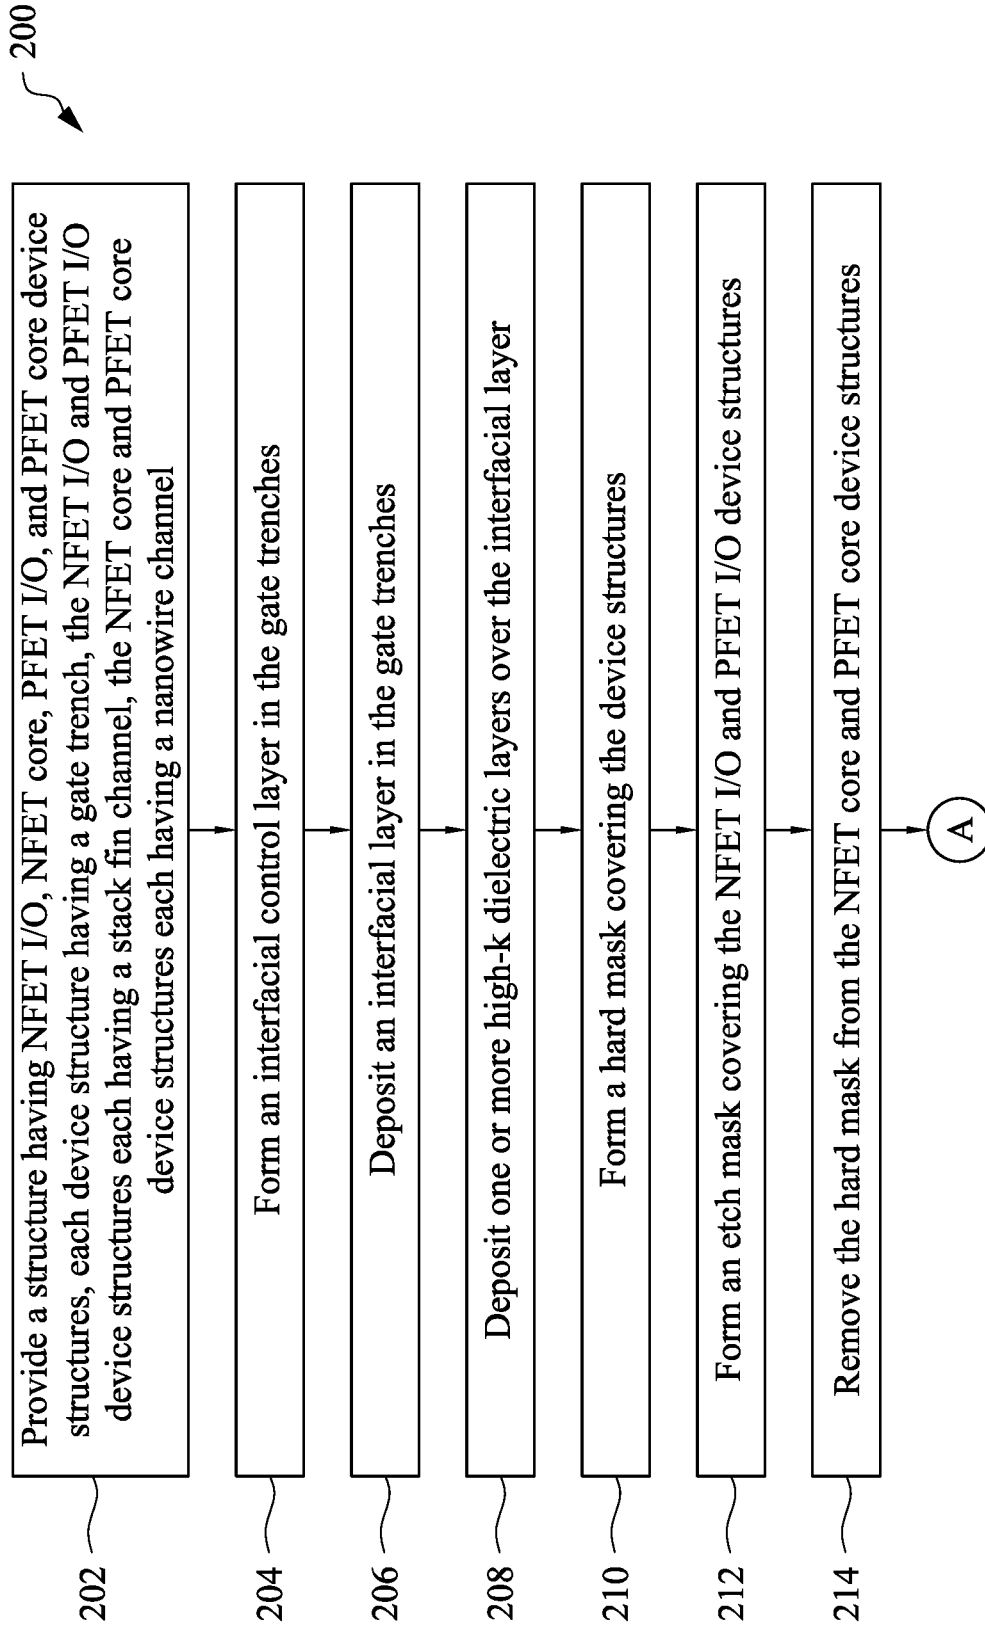 200
202
Provide a structure having NFET I/O, NFET core, PFET I/O, and PFET core device
structures, each device structure having a gate trench, the NFET I/O and PFET I/O
device structures each having a stack fin channel, the NFET core and PFET core
device structures each having a nanowire channel
204
Form an interfacial control layer in the gate trenches
206
Deposit an interfacial layer in the gate trenches
208
Deposit one or more high-k dielectric layers over the interfacial layer
210
Form a hard mask covering the device structures
212
Form an etch mask covering the NFET I/O and PFET I/O device structures
214
Remove the hard mask from the NFET core and PFET core device structures
A